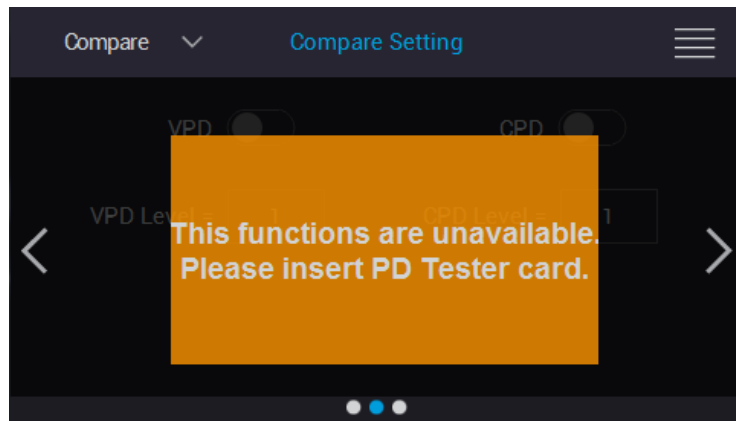 Compare Compare Setting
VPD CPD
VPD Level = 1 CPD Level = 1
This functions are unavailable.
Please insert PD Tester card.